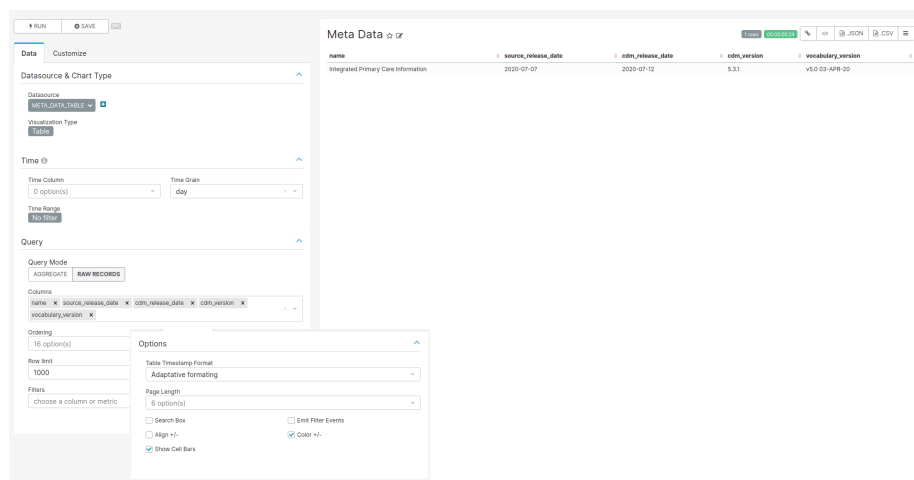 RUN SAVE
Data Customize
Datasource & Chart Type
Datasource
META_DATA_TABLE
Visualization Type
Table
Time
Time Column Time Grain
0 option(s) day
Time Range
No filter
Query
Query Mode
AGGREGATE RAW RECORDS
Columns
name x source_release_date x cdm_release_date x cdm_version x
vocabulary_version x
Ordering
16 option(s)
Row limit
1000
Filters
choose a column or metric
Options
Table Timestamp Format
Adaptative formating
Page Length
6 option(s)
Search Box Emit Filter Events
Align +/- Color +/-
Show Cell Bars
Meta Data
1 rows 00:00:00.24 .JSON .CSV
name source_release_date cdm_release_date cdm_version vocabulary_version
Integrated Primary Care Information 2020-07-07 2020-07-12 5.3.1 v5.0 03-APR-20